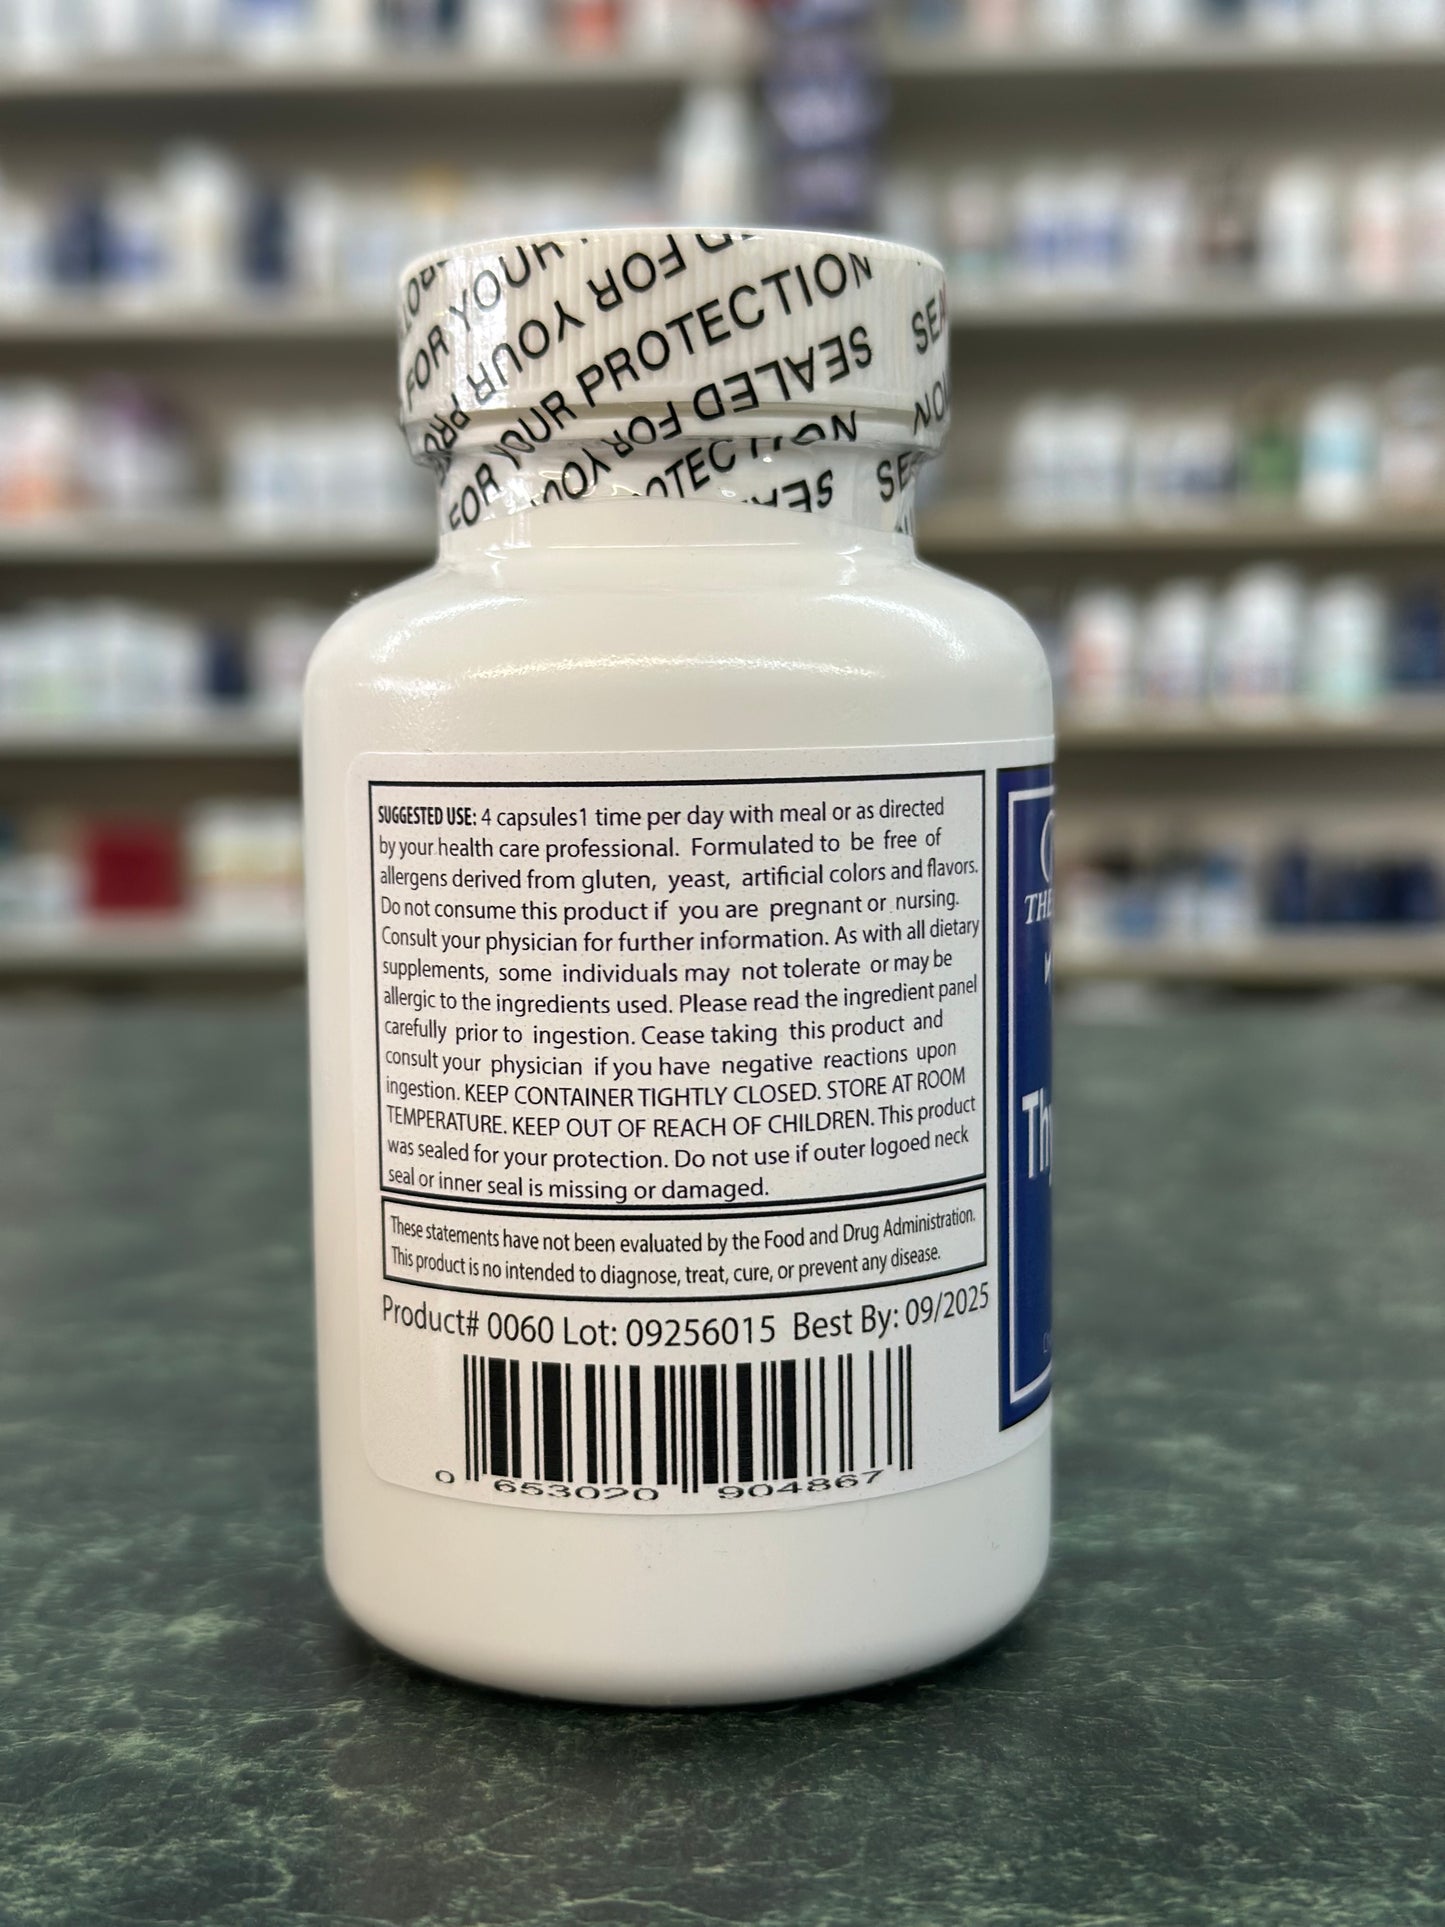 FOR YOUR
FOR YOUR
FOR YOUR PROTECTION
SEALED FOR YOUR
SUGGESTED USE: 4 capsules1 time per day with meal or as directed
by your health care professional. Formulated to be free of
allergens derived from gluten, yeast, artificial colors and flavors.
Do not consume this product if you are pregnant or nursing.
Consult your physician for further information. As with all dietary
supplements, some individuals may not tolerate or may be
allergic to the ingredients used. Please read the ingredient panel
carefully prior to ingestion. Cease taking this product and
consult your physician if you have negative reactions upon
ingestion. KEEP CONTAINER TIGHTLY CLOSED. STORE AT ROOM
TEMPERATURE. KEEP OUT OF REACH OF CHILDREN. This product
was sealed for your protection. Do not use if outer logoed neck
seal or inner seal is missing or damaged.
These statements have not been evaluated by the Food and Drug Administration.
This product is no intended to diagnose, treat, cure, or prevent any disease.
Product# 0060 Lot: 09256015 Best By: 09/2025
0 653020 904867
THE
Thy